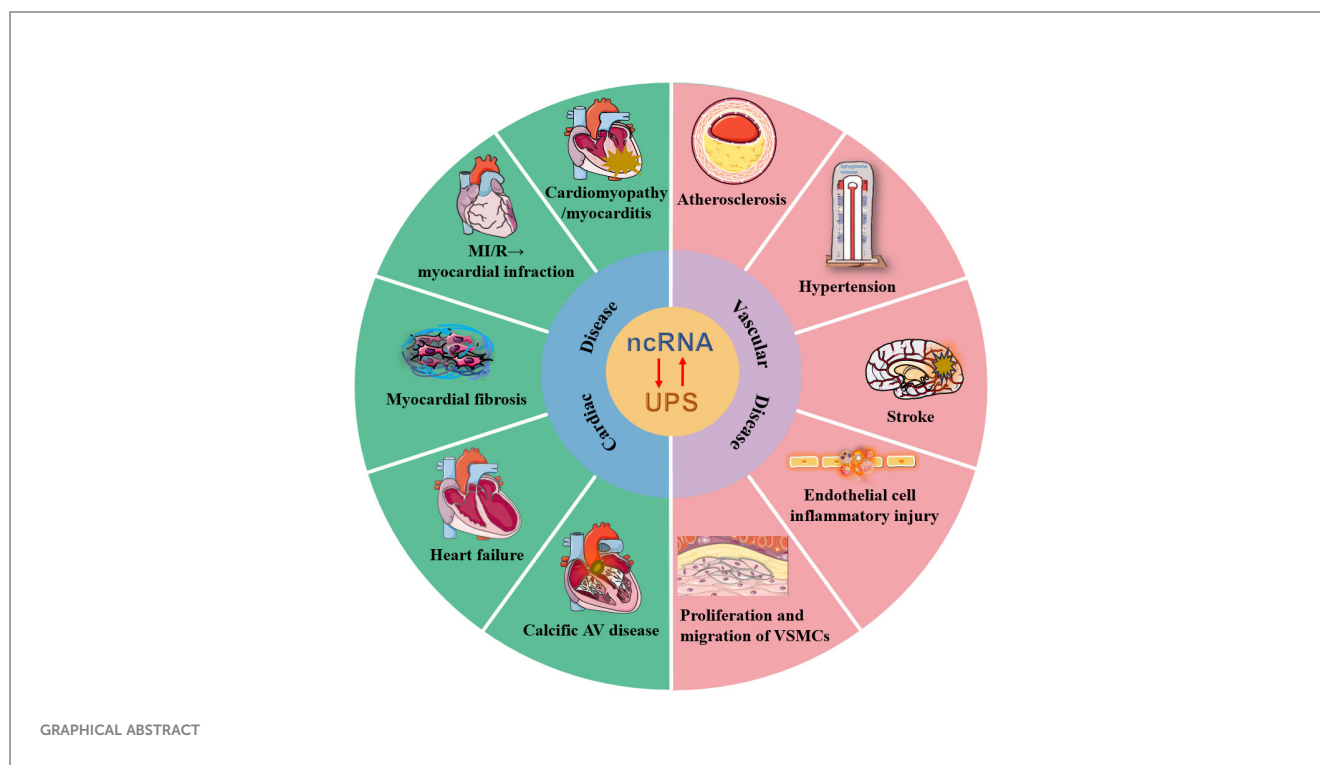 Cardiomyopathy
/myocarditis
Atherosclerosis
MI/R→
myocardial infraction
Hypertension
Disease
Vascular
ncRNA
UPS
Myocardial fibrosis
Stroke
Cardiac
Disease
Endothelial cell
inflammatory injury
Heart failure
Calcific AV disease
Proliferation and
migration of VSMCs
GRAPHICAL ABSTRACT